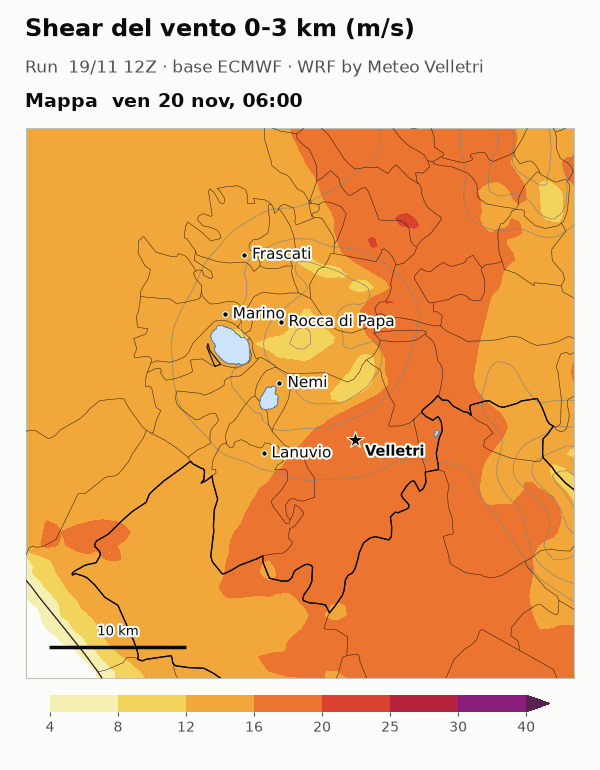 Shear del vento 0-3 km (m/s)
Run 19/11 12Z · base ECMWF · WRF by Meteo Velletri
Mappa ven 20 nov, 06:00
Frascati
Marino
Rocca di Papa
Nemi
Velletri
Lanuvio
10 km
4 8 12 16 20 25 30 40